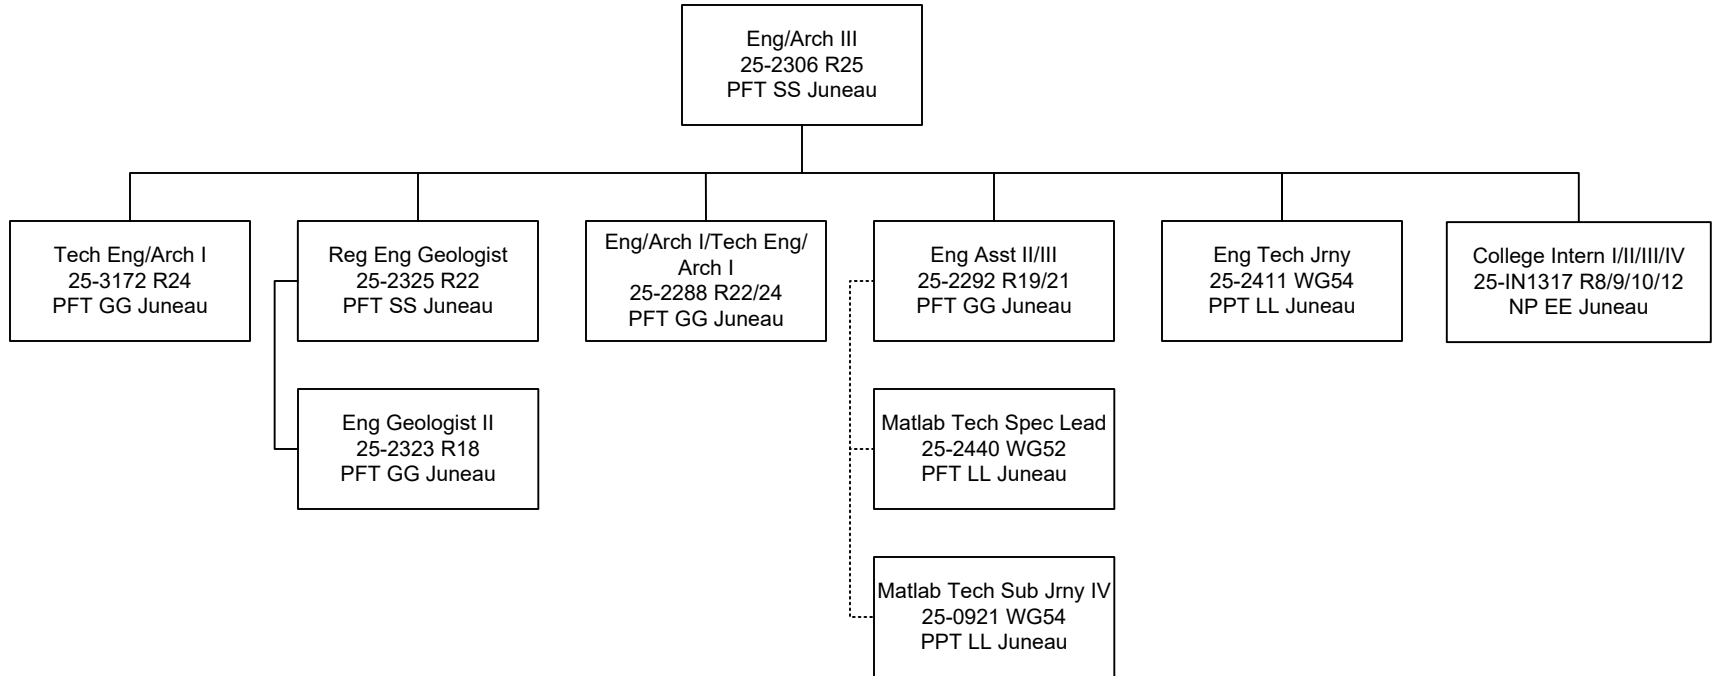 Eng/Arch III
25-2306 R25
PFT SS Juneau
Tech Eng/Arch I
25-3172 R24
PFT GG Juneau
Reg Eng Geologist
25-2325 R22
PFT SS Juneau
Eng/Arch I/Tech Eng/
Arch I
25-2288 R22/24
PFT GG Juneau
Eng Asst II/III
25-2292 R19/21
PFT GG Juneau
Eng Tech Jrny
25-2411 WG54
PPT LL Juneau
College Intern I/II/III/IV
25-IN1317 R8/9/10/12
NP EE Juneau
Eng Geologist II
25-2323 R18
PFT GG Juneau
Matlab Tech Spec Lead
25-2440 WG52
PFT LL Juneau
Matlab Tech Sub Jrny IV
25-0921 WG54
PPT LL Juneau